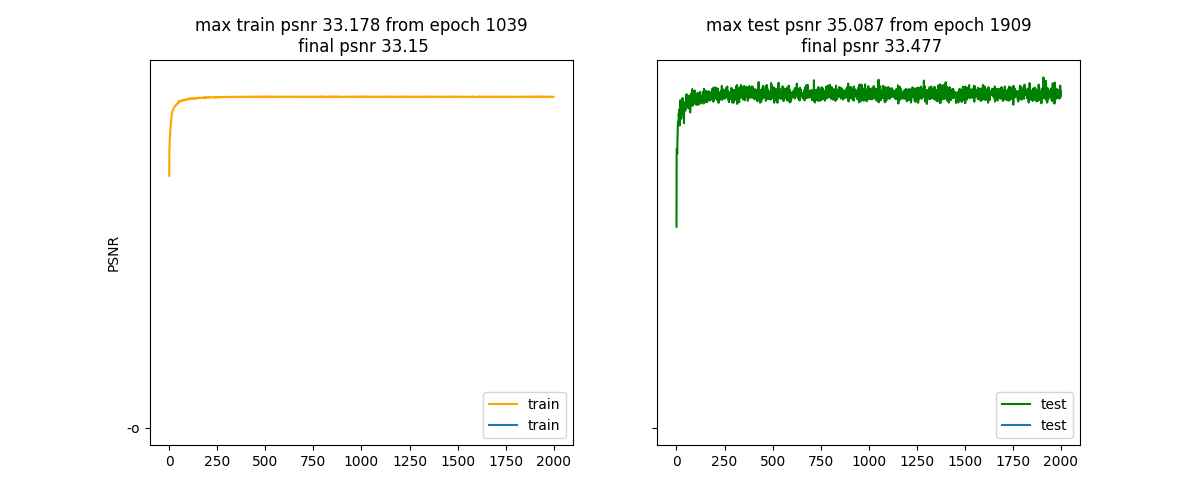 max train psnr 33.178 from epoch 1039
final psnr 33.15
max test psnr 35.087 from epoch 1909
final psnr 33.477
PSNR
-o
train
train
test
test
0 250 500 750 1000 1250 1500 1750 2000
0 250 500 750 1000 1250 1500 1750 2000